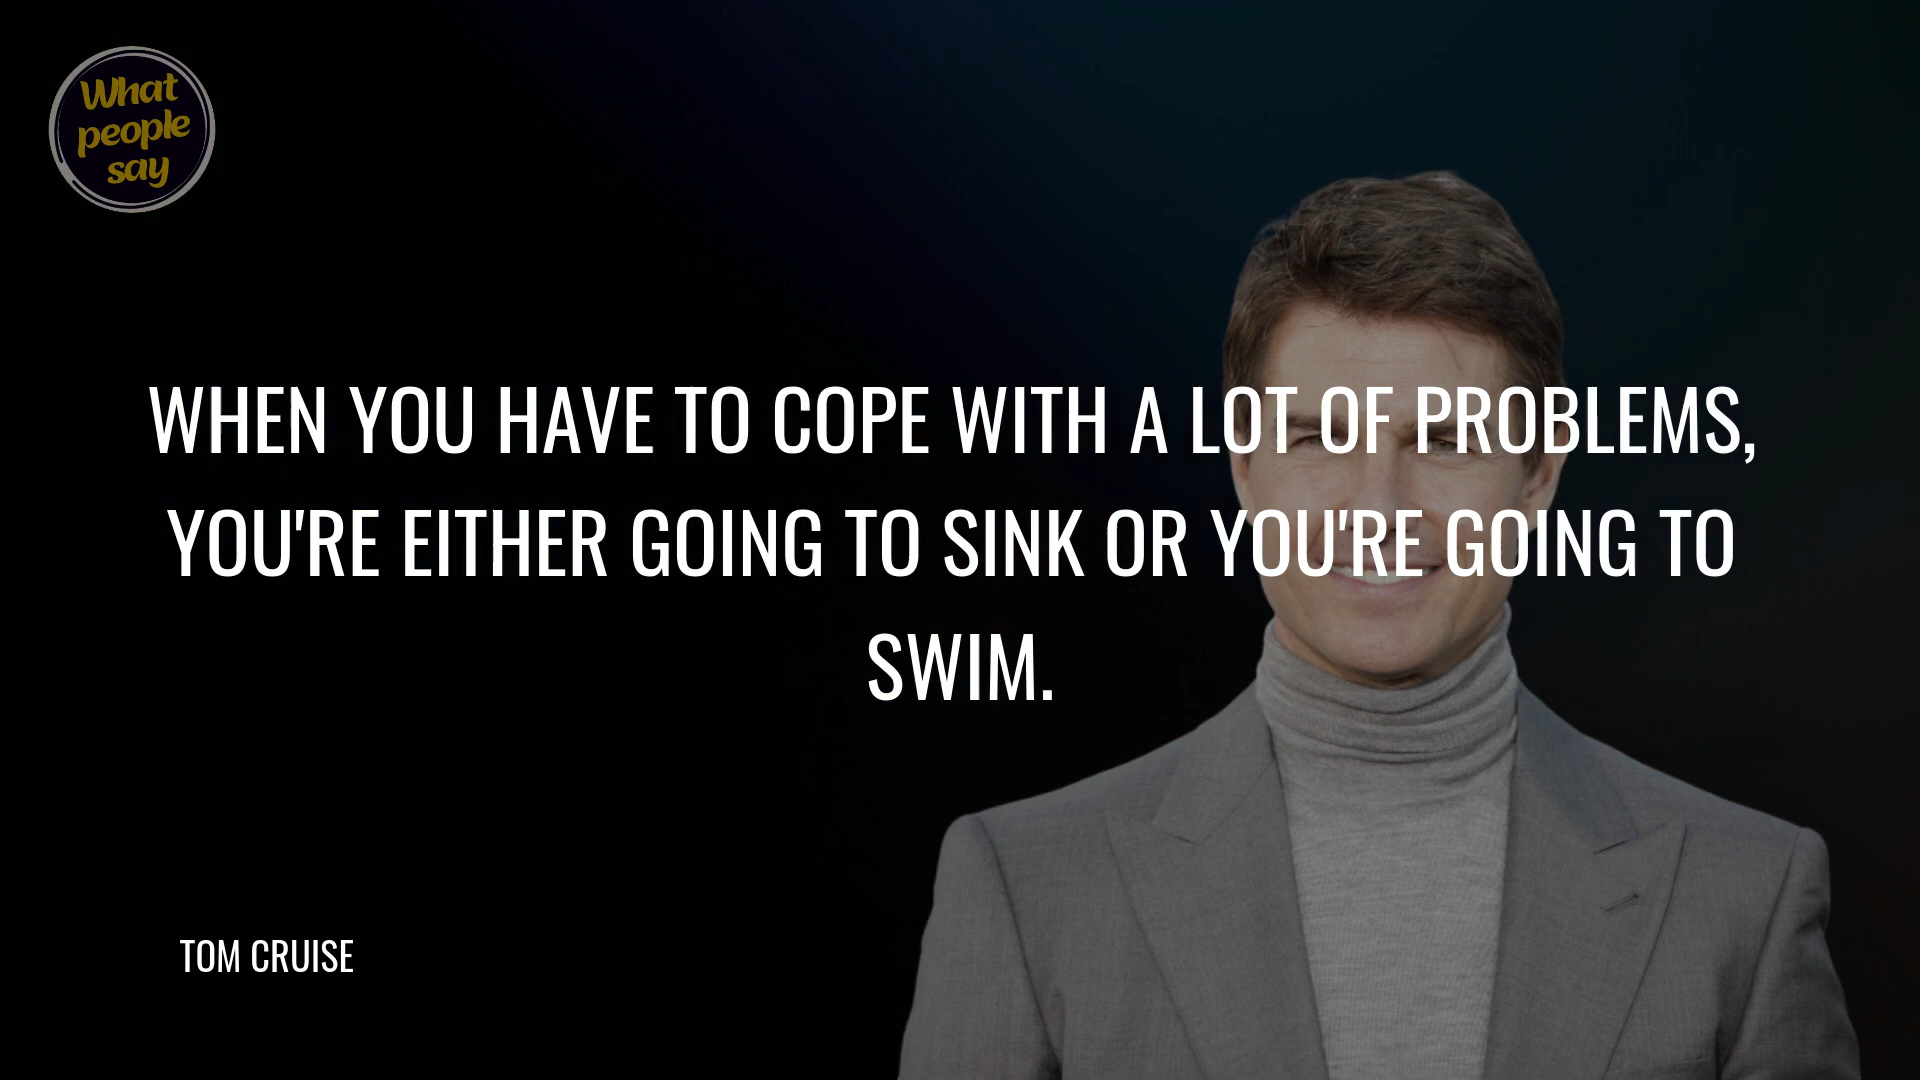 What
people
say
WHEN YOU HAVE TO COPE WITH A LOT OF PROBLEMS,
YOU'RE EITHER GOING TO SINK OR YOU'RE GOING TO
SWIM.
TOM CRUISE